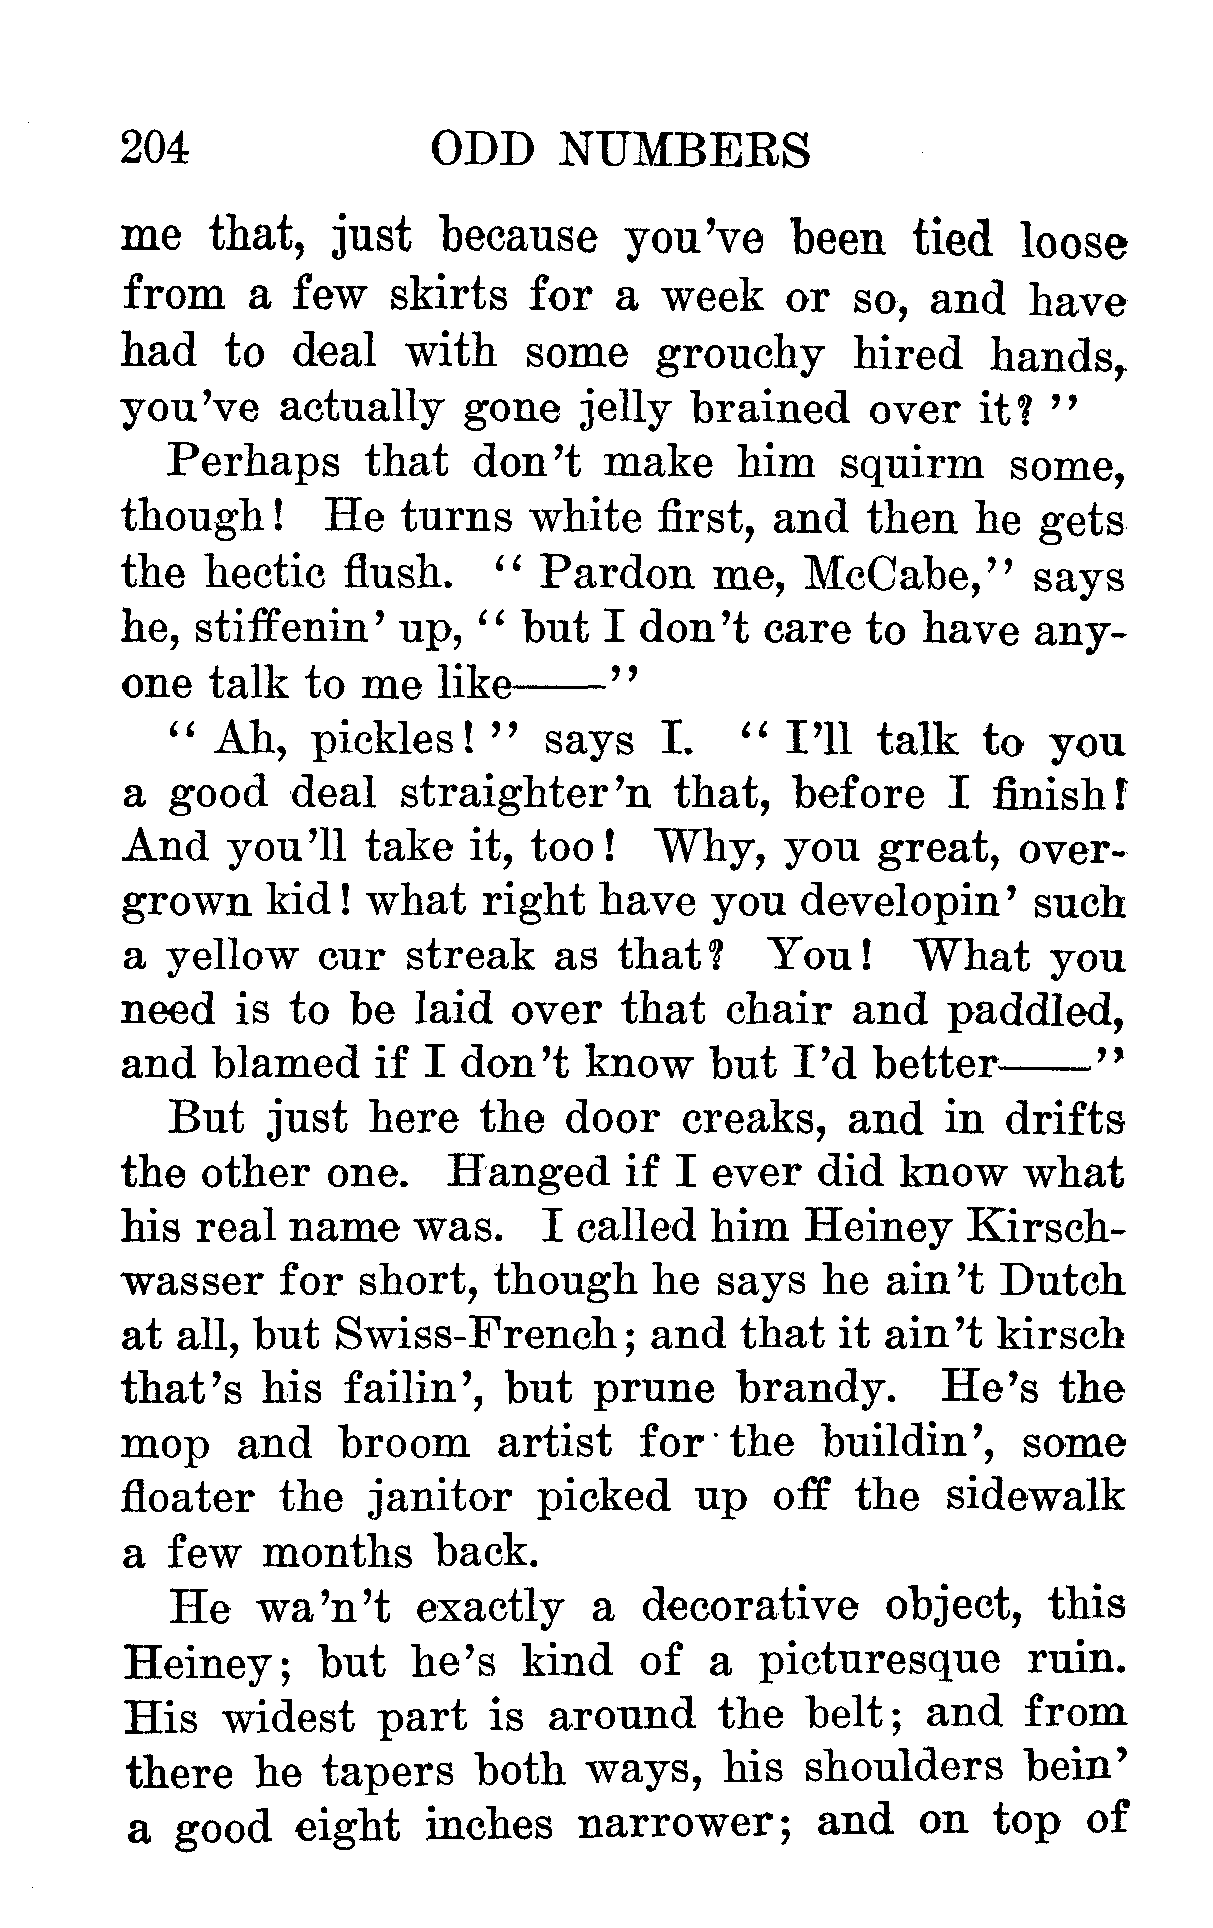 204 ODD NUMBERS
me that, just because you've been tied loose
from a few skirts for a week or so, and have
had to deal with some grouchy hired hands,
you've actually gone jelly brained over it?"
Perhaps that don't make him squirm some,
though! He turns white first, and then he gets
the hectic flush. "Pardon me, McCabe," says
he, stiffenin' up, "but I don't care to have any-
one talk to me like——"
"Ah, pickles!" says I. "I'll talk to you
a good deal straighter'n that, before I finish!
And you'll take it, too! Why, you great, over-
grown kid! what right have you developin' such
a yellow cur streak as that? You! What you
need is to be laid over that chair and paddled,
and blamed if I don't know but I'd better——"
But just here the door creaks, and in drifts
the other one. Hanged if I ever did know what
his real name was. I called him Heiney Kirsch-
wasser for short, though he says he ain't Dutch
at all, but Swiss-French; and that it ain't kirsch
that's his failin', but prune brandy. He's the
mop and broom artist for the buildin', some
floater the janitor picked up off the sidewalk
a few months back.
He wa'n't exactly a decorative object, this
Heiney; but he's kind of a picturesque ruin.
His widest part is around the belt; and from
there he tapers both ways, his shoulders bein'
a good eight inches narrower; and on top of